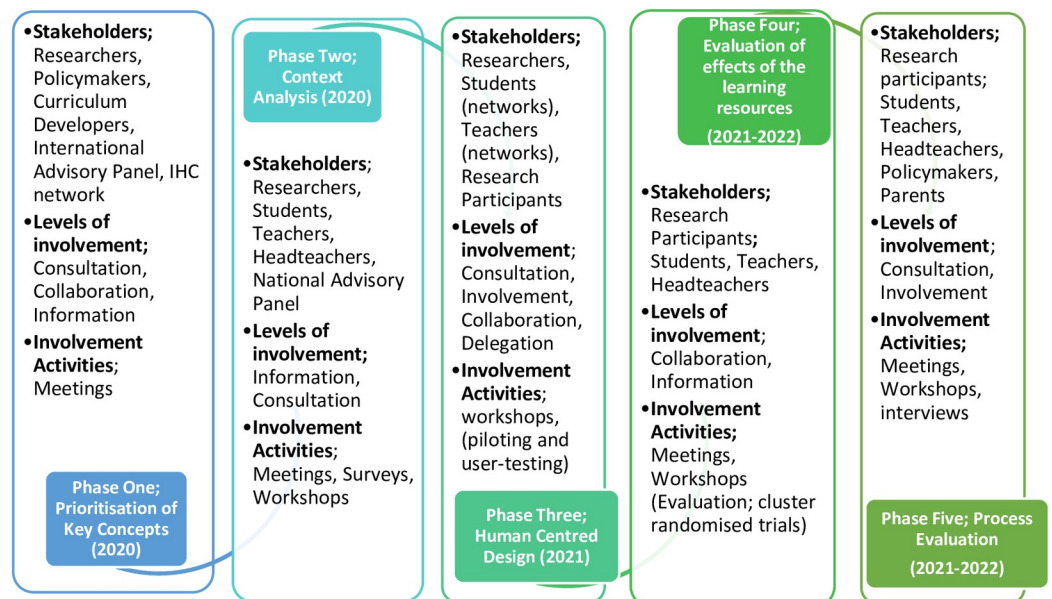 •Stakeholders;
Researchers,
Policymakers,
Curriculum
Developers,
International
Advisory Panel, IHC
network
•Levels of
involvement;
Consultation,
Collaboration,
Information
•Involvement
Activities;
Meetings
Phase One;
Prioritisation of
Key Concepts
(2020)
Phase Two;
Context
Analysis (2020)
•Stakeholders;
Researchers,
Students,
Teachers,
Headteachers,
National Advisory
Panel
•Levels of
involvement;
Information,
Consultation
•Involvement
Activities;
Meetings, Surveys,
Workshops
•Stakeholders;
Researchers,
Students
(networks),
Teachers
(networks),
Research
Participants
•Levels of
involvement;
Consultation,
Involvement,
Collaboration,
Delegation
•Involvement
Activities;
workshops,
(piloting and
user-testing)
Phase Three;
Human Centred
Design (2021)
Phase Four;
Evaluation of
effects of the
learning
resources
(2021-2022)
•Stakeholders;
Research
Participants;
Students, Teachers,
Headteachers
•Levels of
involvement;
Collaboration,
Information
•Involvement
Activities;
Meetings,
Workshops
(Evaluation; cluster
randomised trials)
•Stakeholders;
Research
participants;
Students,
Teachers,
Headteachers,
Policymakers,
Parents
•Levels of
involvement;
Consultation,
Involvement
•Involvement
Activities;
Meetings,
Workshops,
interviews
Phase Five; Process
Evaluation
(2021-2022)